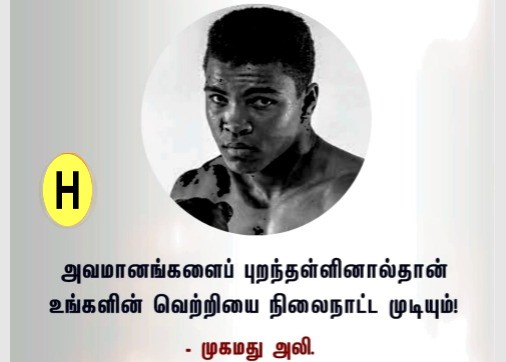 H
அவமானங்களைப் புறந்தள்ளினால்தான்
உங்களின் வெற்றியை நிலைநாட்ட முடியும்!
- முகமது அலி.